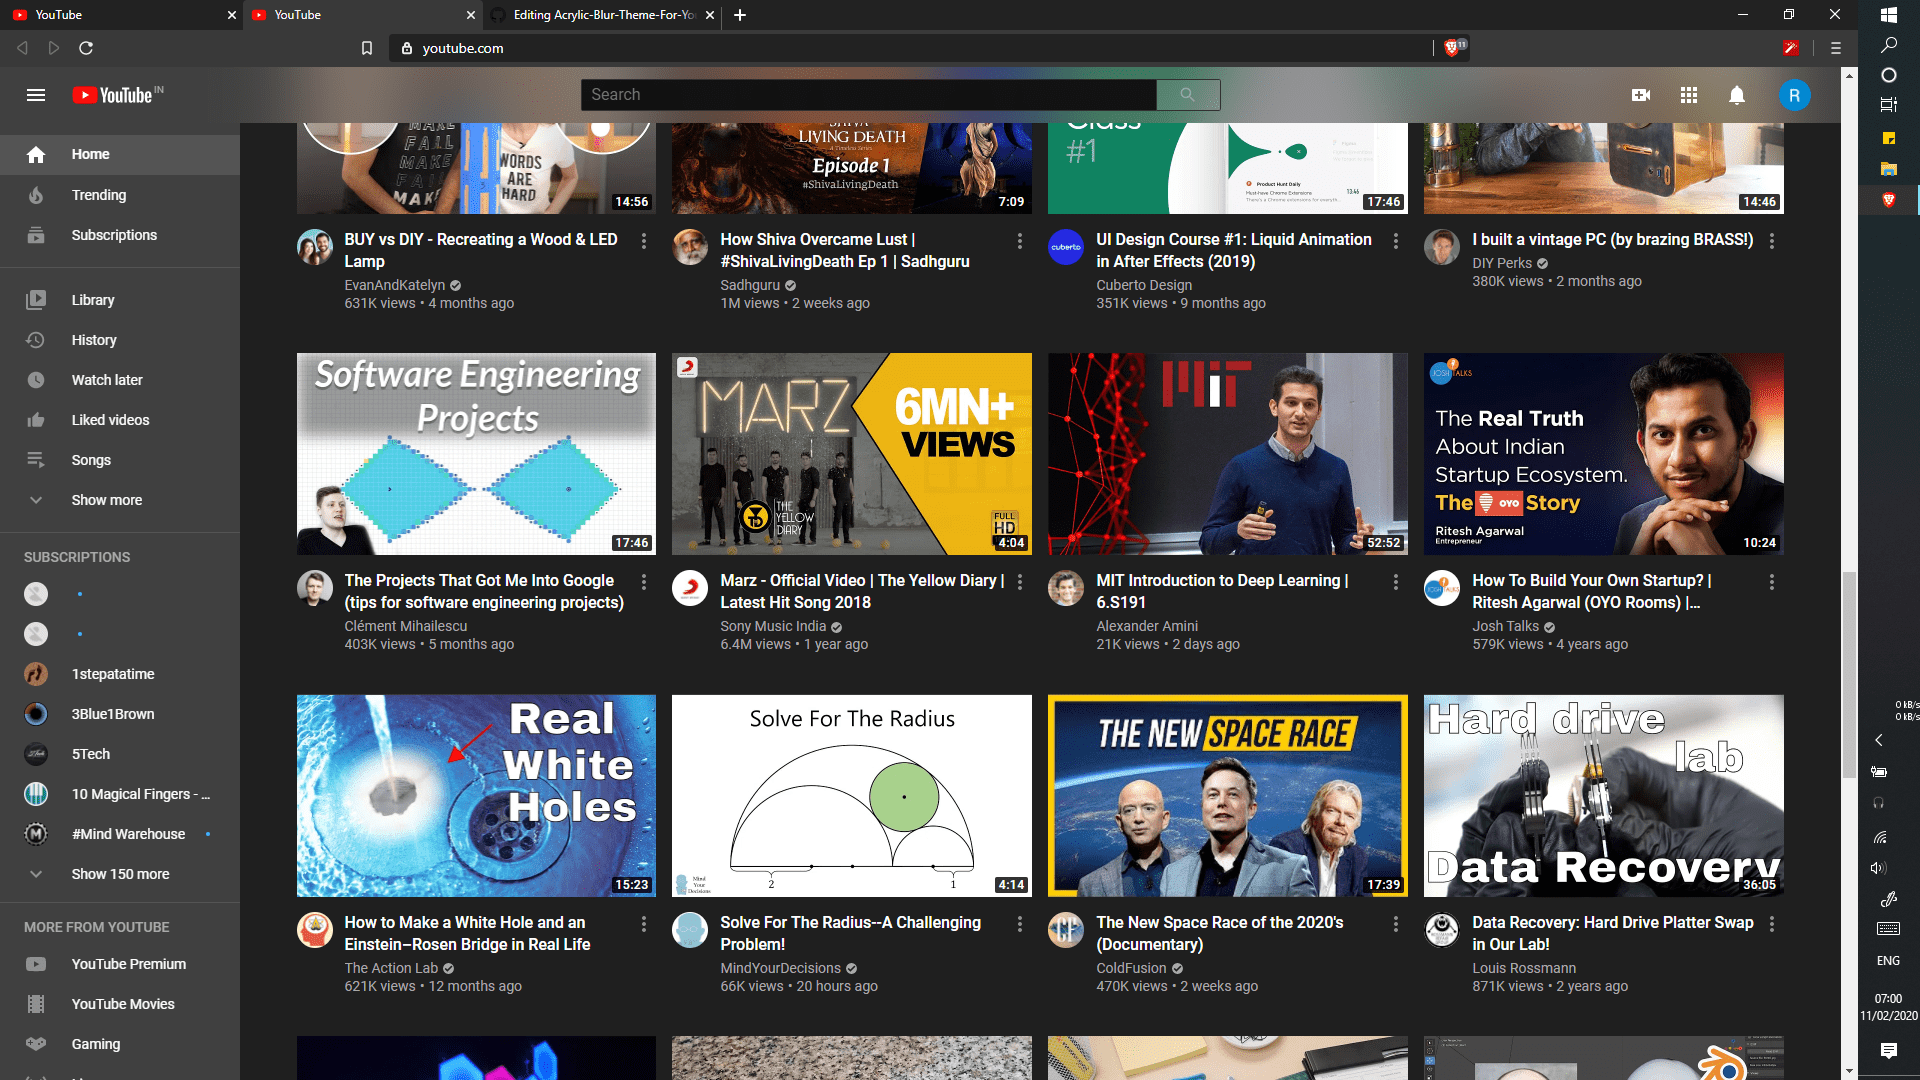 YouTube
YouTube
Editing Acrylic-Blur-Theme-For-Yo
youtube.com
11
YouTube IN
Search
R
Home
Trending
Subscriptions
Library
History
Watch later
Liked videos
Songs
Show more
SUBSCRIPTIONS
1stepatatime
3Blue1Brown
5Tech
10 Magical Fingers - ...
#Mind Warehouse
Show 150 more
MORE FROM YOUTUBE
YouTube Premium
YouTube Movies
Gaming
MAKE
FAIL
MAKE
FAIL
MAKE
WORDS
ARE
HARD
14:56
BUY vs DIY - Recreating a Wood & LED
Lamp
EvanAndKatelyn
631K views • 4 months ago
SHIVA
LIVING DEATH
Episode 1
#ShivaLivingDeath
7:09
How Shiva Overcame Lust |
#ShivaLivingDeath Ep 1 | Sadhguru
Sadhguru
1M views • 2 weeks ago
Class
#1
Product Hunt Daily
Must-have Chrome Extensions
13:46
17:46
cuberto
UI Design Course #1: Liquid Animation
in After Effects (2019)
Cuberto Design
351K views • 9 months ago
14:46
I built a vintage PC (by brazing BRASS!)
DIY Perks
380K views • 2 months ago
Software Engineering
Projects
17:46
The Projects That Got Me Into Google
(tips for software engineering projects)
Clément Mihailescu
403K views • 5 months ago
MARZ
6MN+
VIEWS
THE
YELLOW
DIARY
FULL
HD
4:04
Marz - Official Video | The Yellow Diary |
Latest Hit Song 2018
Sony Music India
6.4M views • 1 year ago
MIT
52:52
MIT Introduction to Deep Learning |
6.S191
Alexander Amini
21K views • 2 days ago
JOSH TALKS
The Real Truth
About Indian
Startup Ecosystem.
The OYO Story
Ritesh Agarwal
Entrepreneur
10:24
How To Build Your Own Startup? |
Ritesh Agarwal (OYO Rooms) |...
Josh Talks
579K views • 4 years ago
Real
White
Holes
15:23
How to Make a White Hole and an
Einstein–Rosen Bridge in Real Life
The Action Lab
621K views • 12 months ago
Solve For The Radius
2
1
Mind
Your
Decisions
4:14
Solve For The Radius--A Challenging
Problem!
MindYourDecisions
66K views • 20 hours ago
THE NEW SPACE RACE
17:39
CF
The New Space Race of the 2020's
(Documentary)
ColdFusion
470K views • 2 weeks ago
Hard drive
lab
Data Recovery
36:05
Data Recovery: Hard Drive Platter Swap
in Our Lab!
Louis Rossmann
871K views • 2 years ago
0 kB/s
0 kB/s
ENG
07:00
11/02/2020